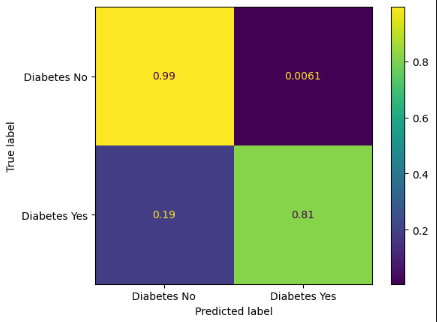 Diabetes No
0.99
0.0061
0.8
0.6
True label
0.4
Diabetes Yes
0.19
0.81
0.2
Diabetes No
Diabetes Yes
Predicted label